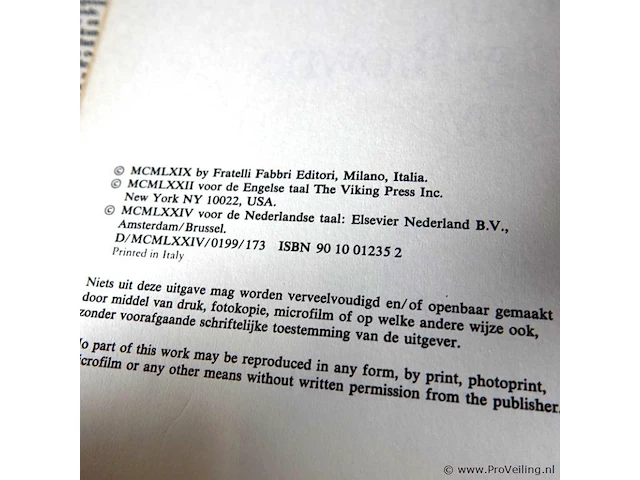 © MCMLXIX by Fratelli Fabbri Editori, Milano, Italia.
© MCMLXXII voor de Engelse taal The Viking Press Inc.
New York NY 10022, USA.
© MCMLXXIV voor de Nederlandse taal: Elsevier Nederland B.V.,
Amsterdam/Brussel.
D/MCMLXXIV/0199/173 ISBN 90 10 01235 2
Printed in Italy
Niets uit deze uitgave mag worden verveelvoudigd en/of openbaar gemaakt
door middel van druk, fotokopie, microfilm of op welke andere wijze ook,
zonder voorafgaande schriftelijke toestemming van de uitgever.
No part of this work may be reproduced in any form, by print, photoprint,
microfilm or any other means without written permission from the publisher.
© www.ProVeiling.nl